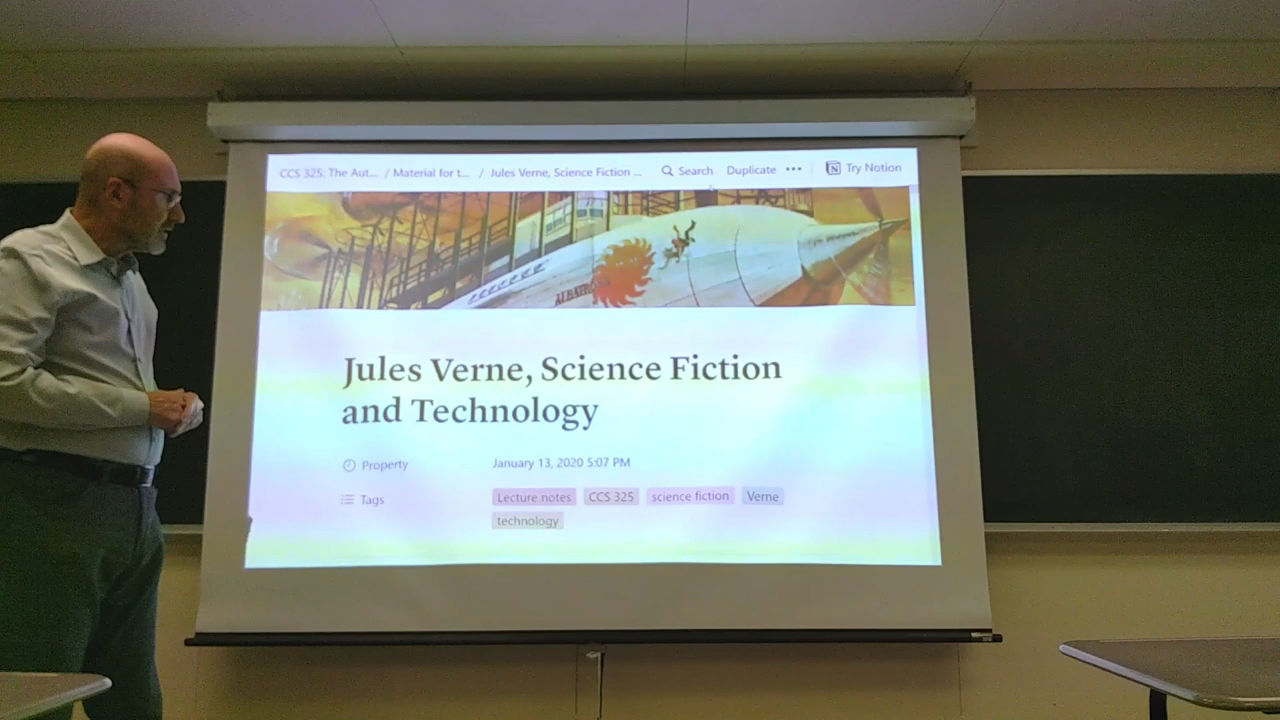 CCS 325: The Aut... / Material for t... / Jules Verne, Science Fiction ... Search Duplicate ••• Try Notion
ALBATROSS
Jules Verne, Science Fiction
and Technology
Property January 13, 2020 5:07 PM
Tags Lecture notes CCS 325 science fiction Verne
technology